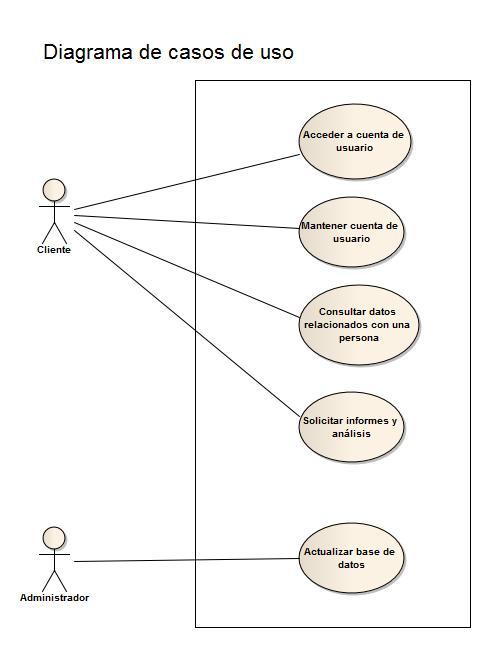 Diagrama de casos de uso
Acceder a cuenta de
usuario
Mantener cuenta de
usuario
Cliente
Consultar datos
relacionados con una
persona
Solicitar informes y
análisis
Actualizar base de
datos
Administrador